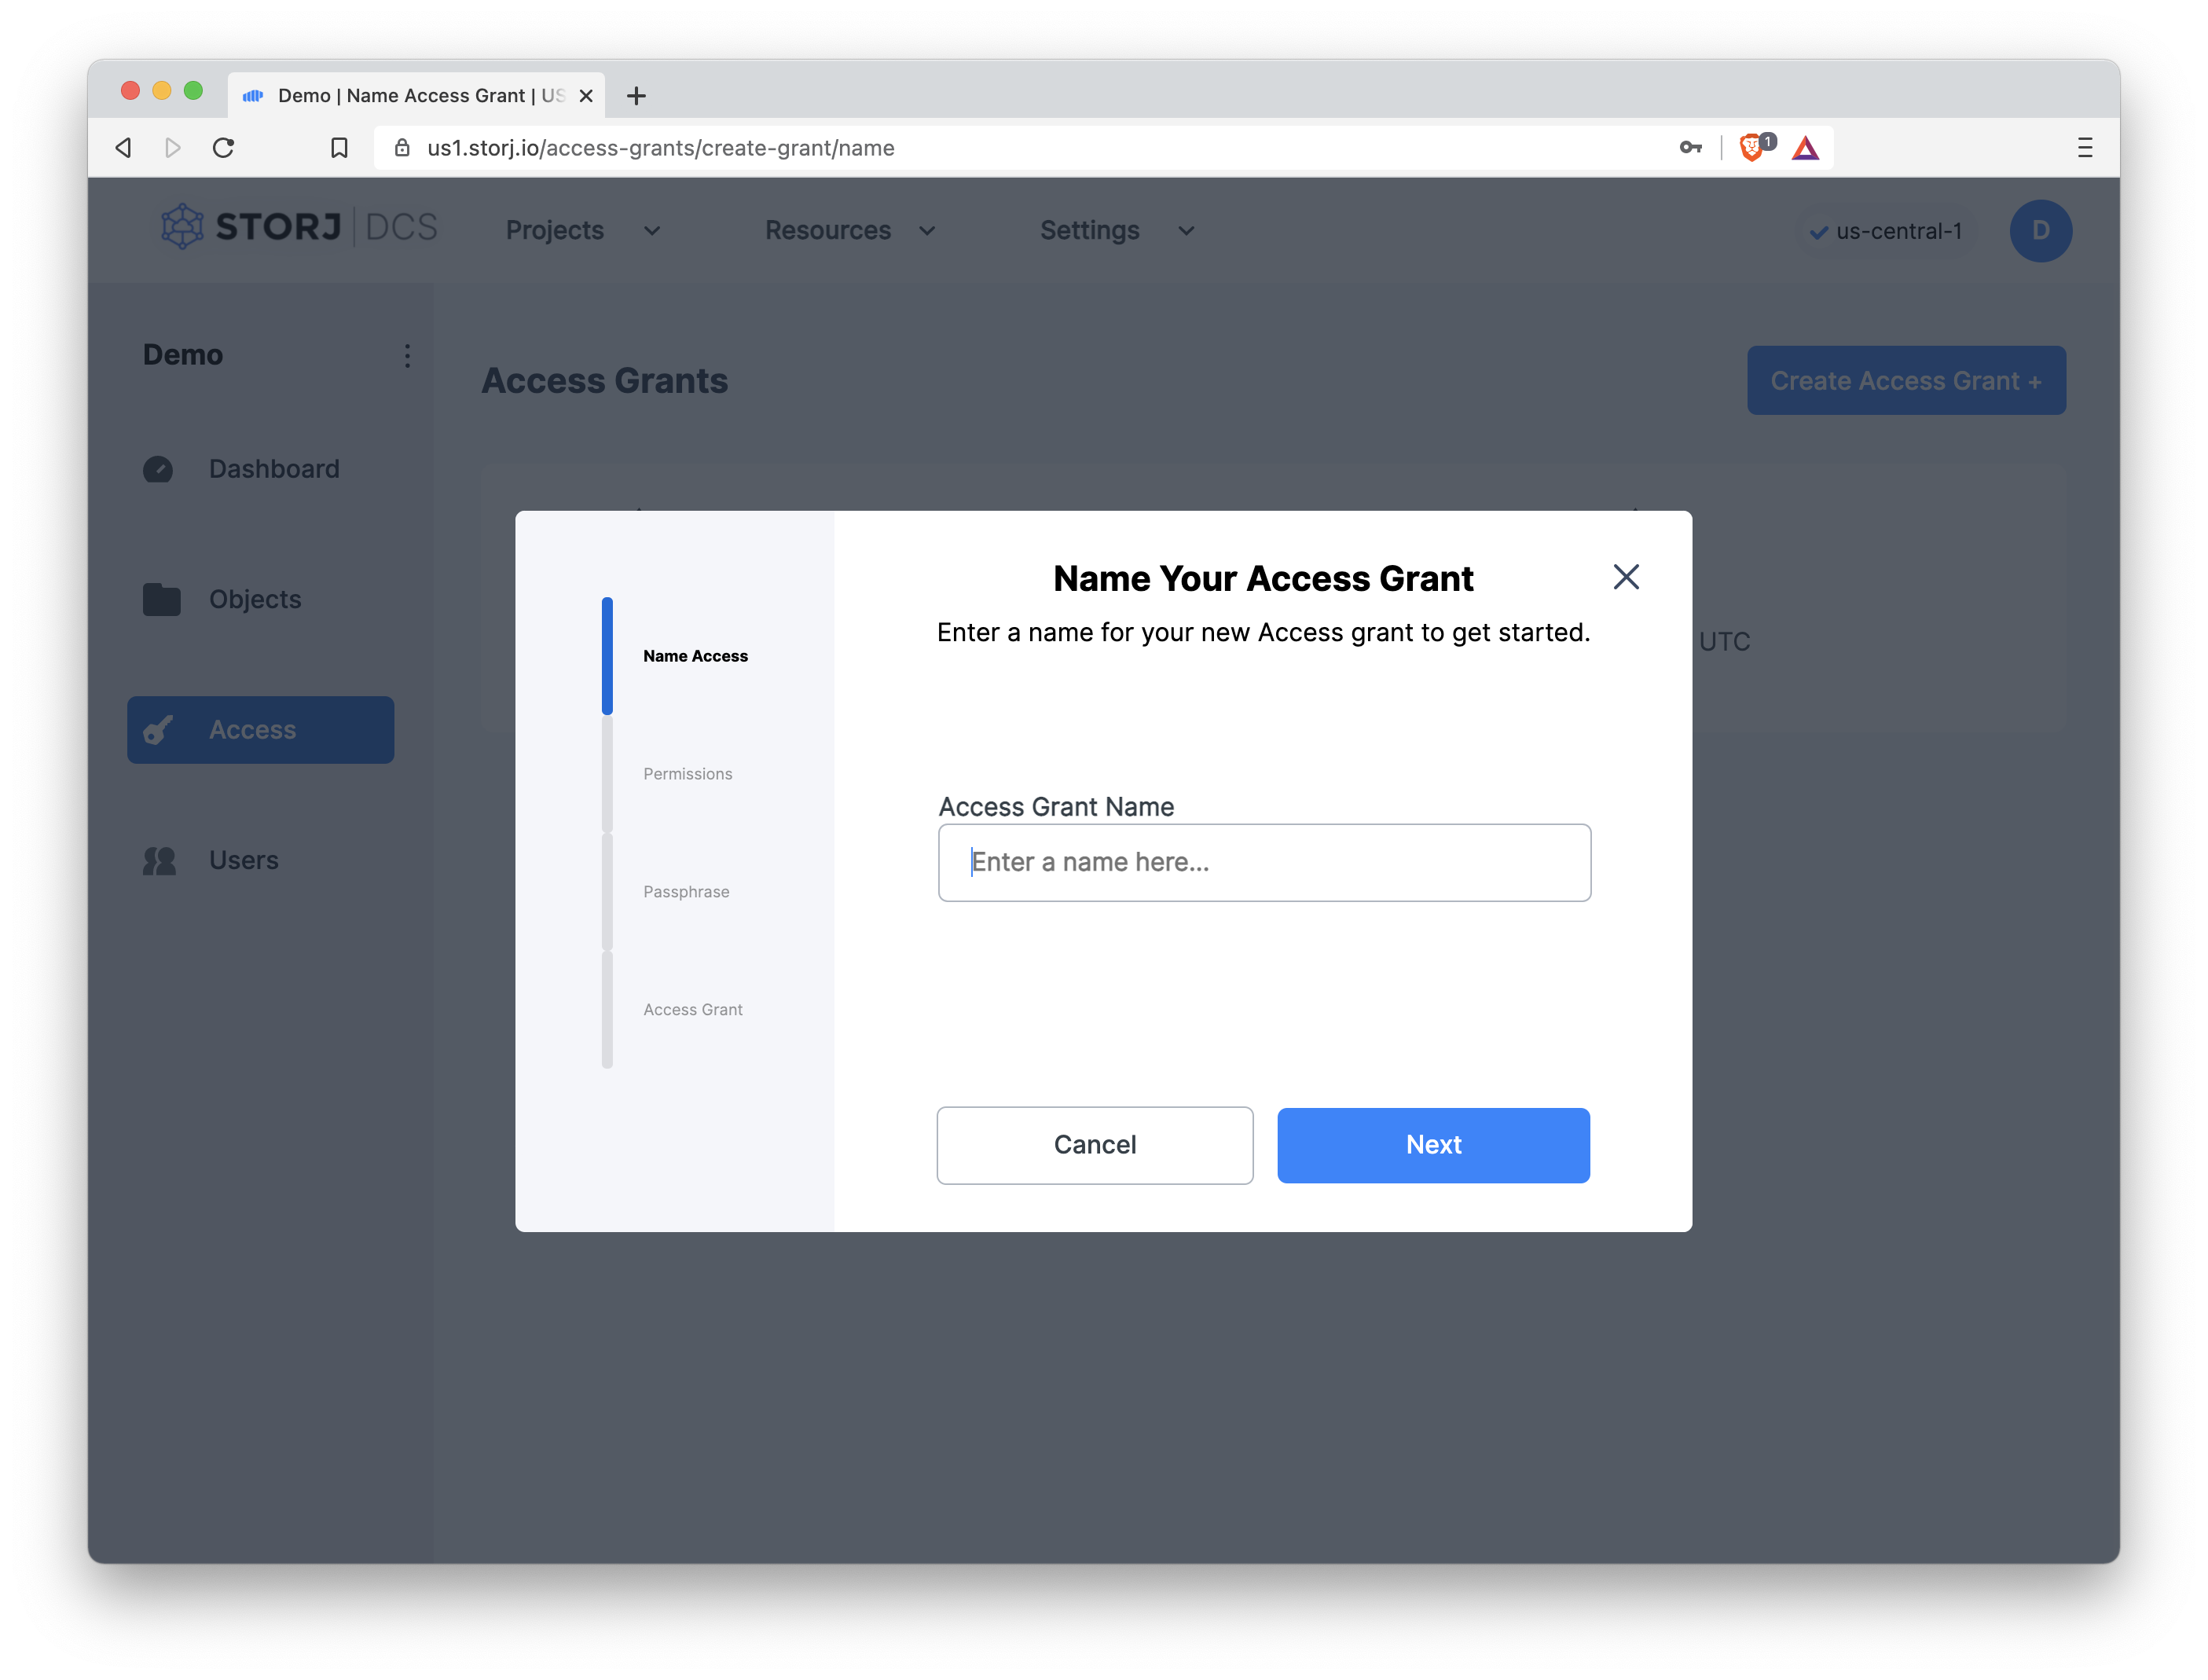 Demo | Name Access Grant | US
us1.storj.io/access-grants/create-grant/name
1
STORJ | DCS
Projects
Resources
Settings
us-central-1
D
Demo
Access Grants
Create Access Grant +
Dashboard
Objects
Access
Users
UTC
Name Access
Permissions
Passphrase
Access Grant
Name Your Access Grant
Enter a name for your new Access grant to get started.
Access Grant Name
Enter a name here...
Cancel
Next